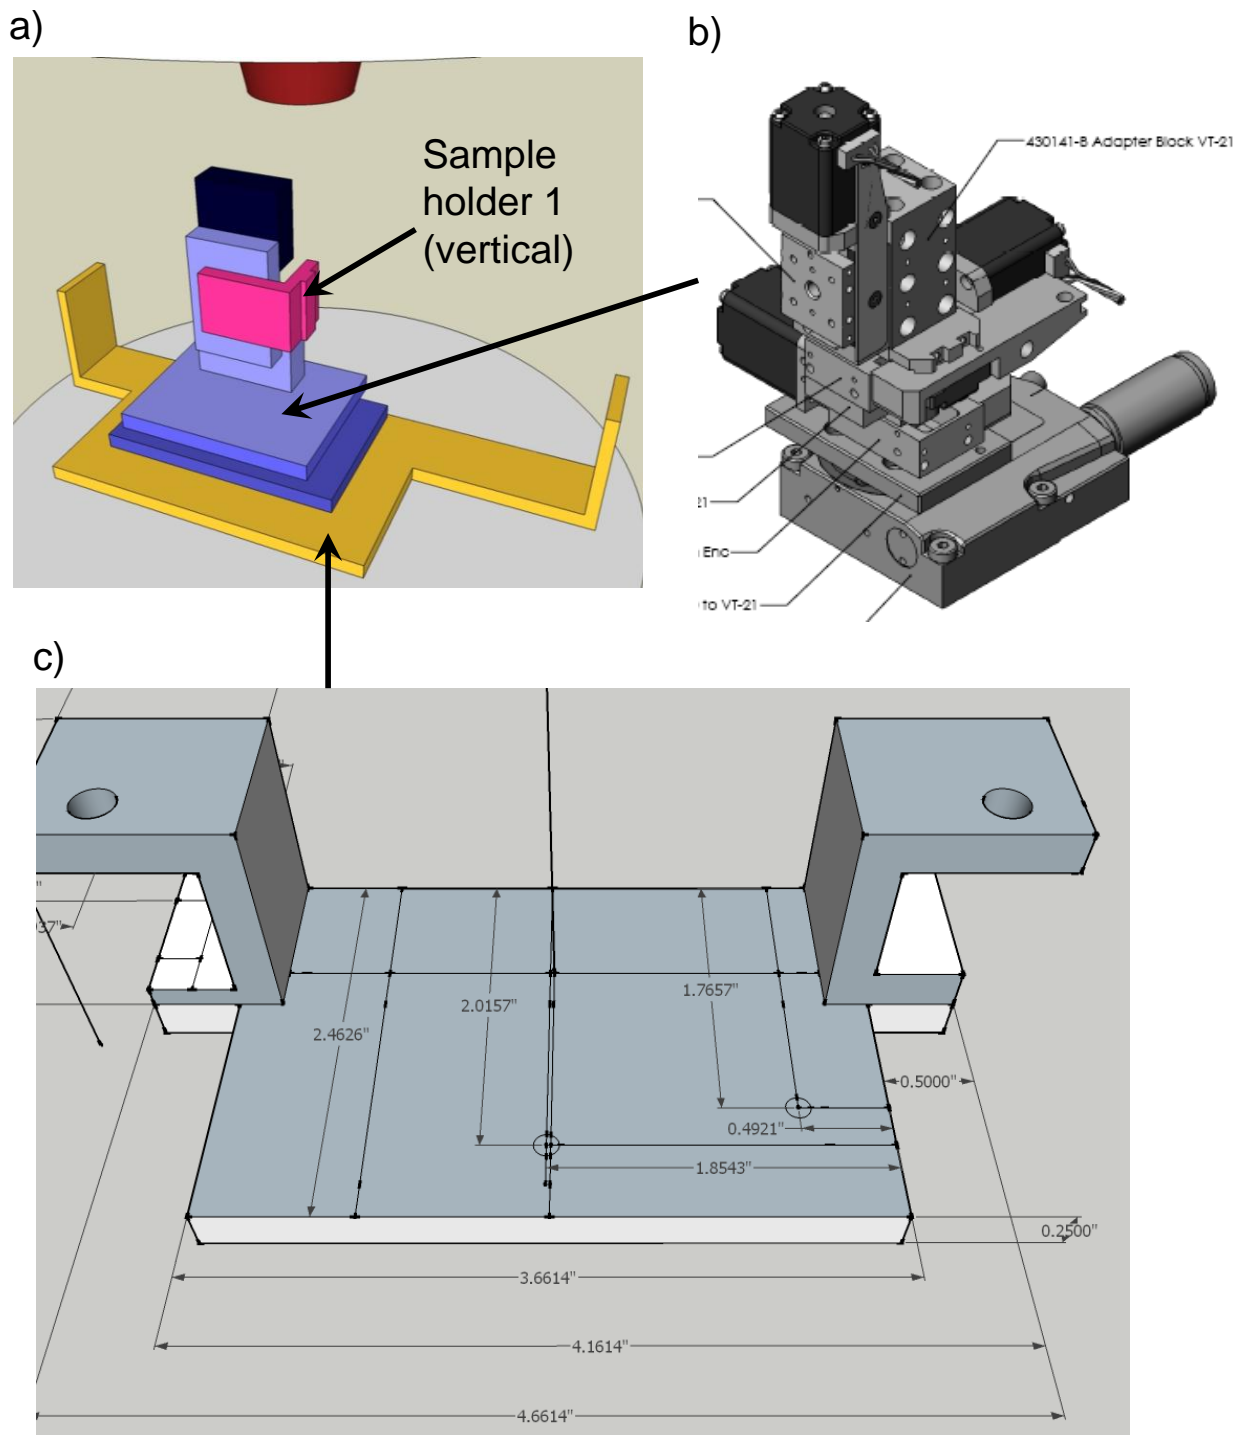 a)
b)
Sample
holder 1
(vertical)
430141-B Adapter Block VT-21
21
Enc
to VT-21
c)
2.4626"
2.0157"
1.7657"
0.5000"
0.4921"
1.8543"
0.2500"
3.6614"
4.1614"
4.6614"